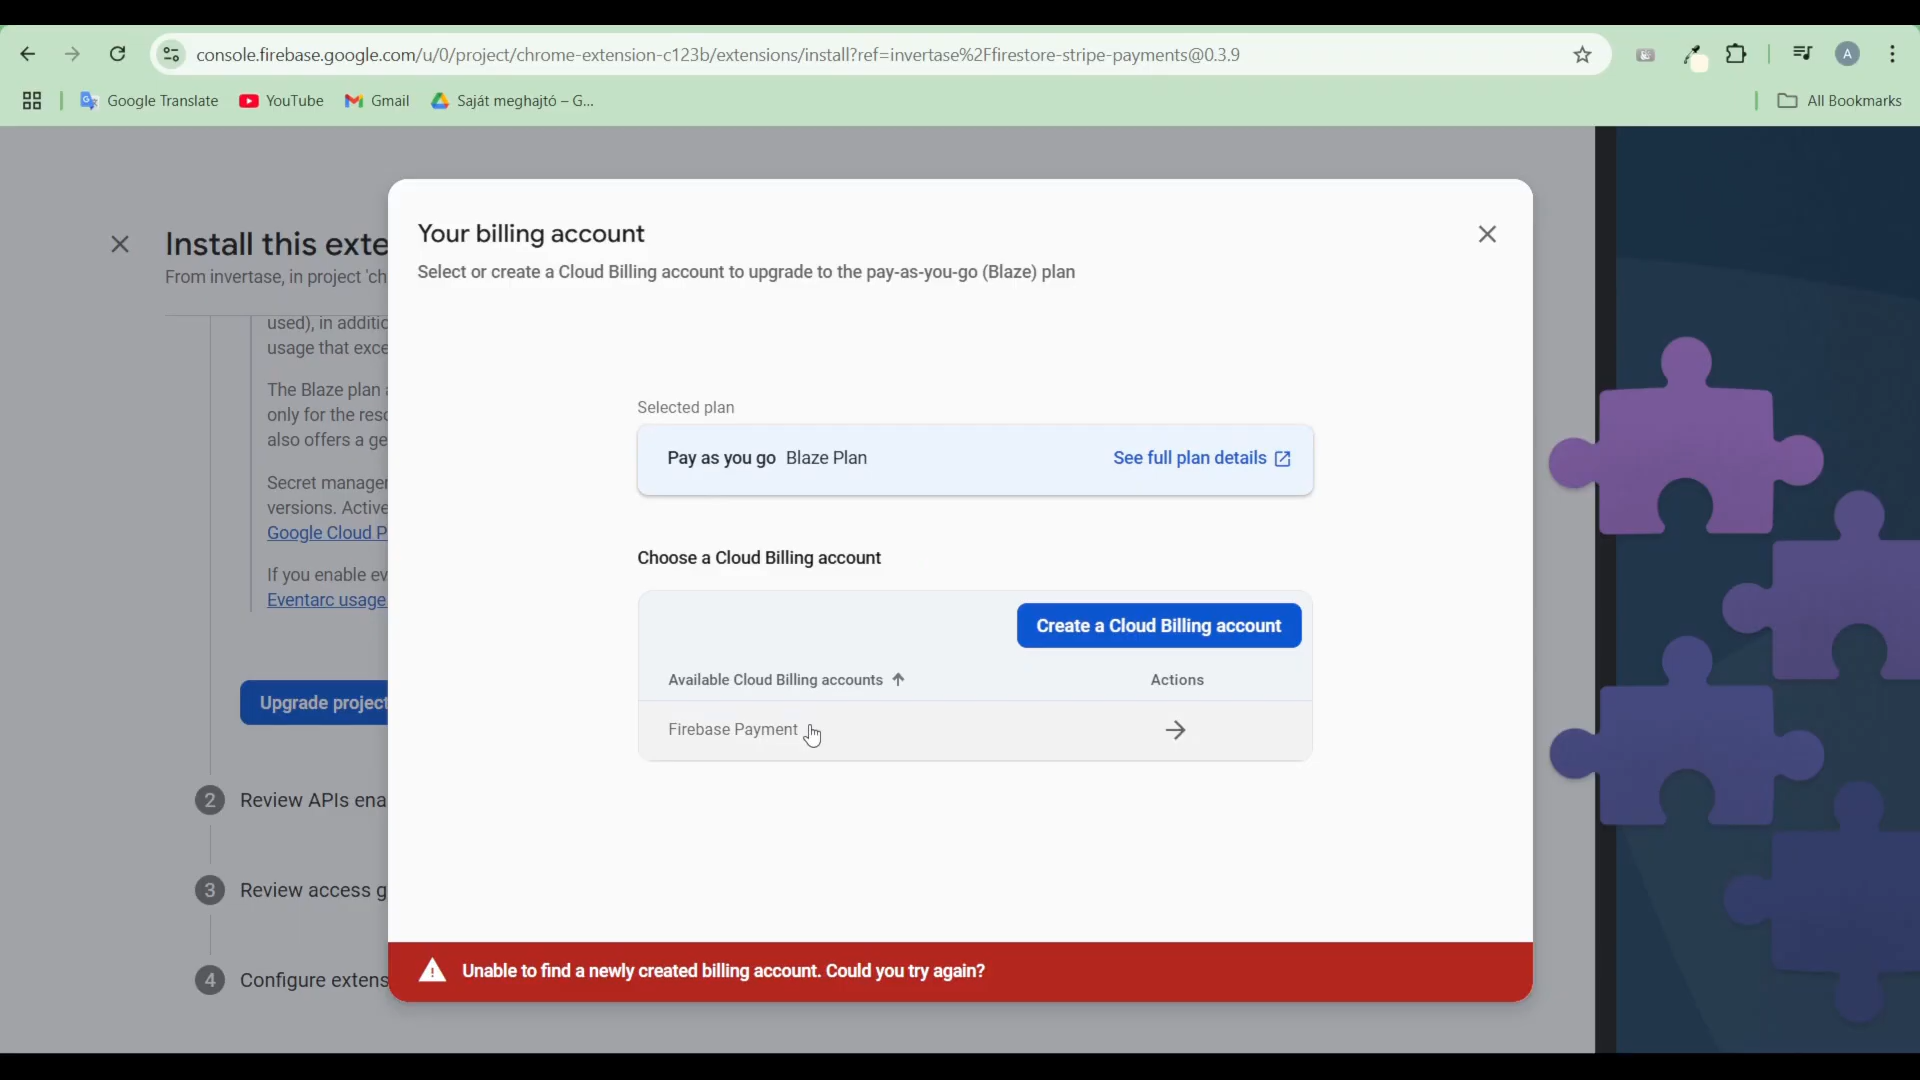 console.firebase.google.com/u/0/project/chrome-extension-c123b/extensions/install?ref=invertase%2Ffirestore-stripe-payments@0.3.9
A
Google Translate
YouTube
Gmail
Saját meghajtó – G...
All Bookmarks
Install this exte
From invertase, in project 'ch
used), in additic
usage that exce
The Blaze plan
only for the resc
also offers a ge
Secret manager
versions. Active
Google Cloud P
If you enable ev
Eventarc usage
Upgrade project
2 Review APIs ena
3 Review access g
4 Configure extens
Your billing account
Select or create a Cloud Billing account to upgrade to the pay-as-you-go (Blaze) plan
Selected plan
Pay as you go Blaze Plan
See full plan details
Choose a Cloud Billing account
Create a Cloud Billing account
Available Cloud Billing accounts
Actions
Firebase Payment
Unable to find a newly created billing account. Could you try again?